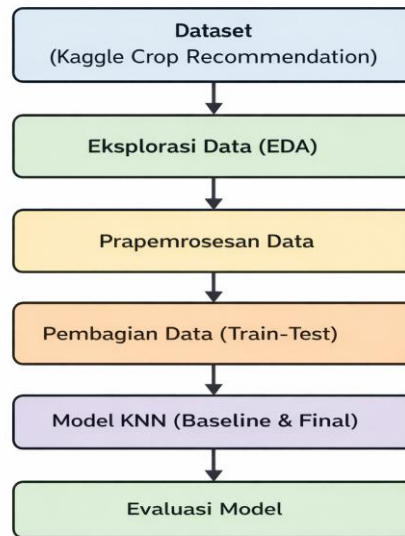 Dataset
(Kaggle Crop Recommendation)
Eksplorasi Data (EDA)
Prapemrosesan Data
Pembagian Data (Train-Test)
Model KNN (Baseline & Final)
Evaluasi Model